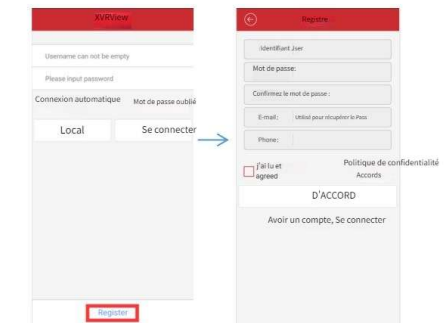 XVRView
Username can not be empty
Please input password
Connexion automatique Mot de passe oublié
Local Se connecter
Register
Registre
Identifiant Jser
Mot de passe:
Confirmez le mot de passe :
E-mail: Utilisé pour récupérer le Pass
Phone:
j'ai lu et agreed
Politique de confidentialité
Accords
D'ACCORD
Avoir un compte, Se connecter